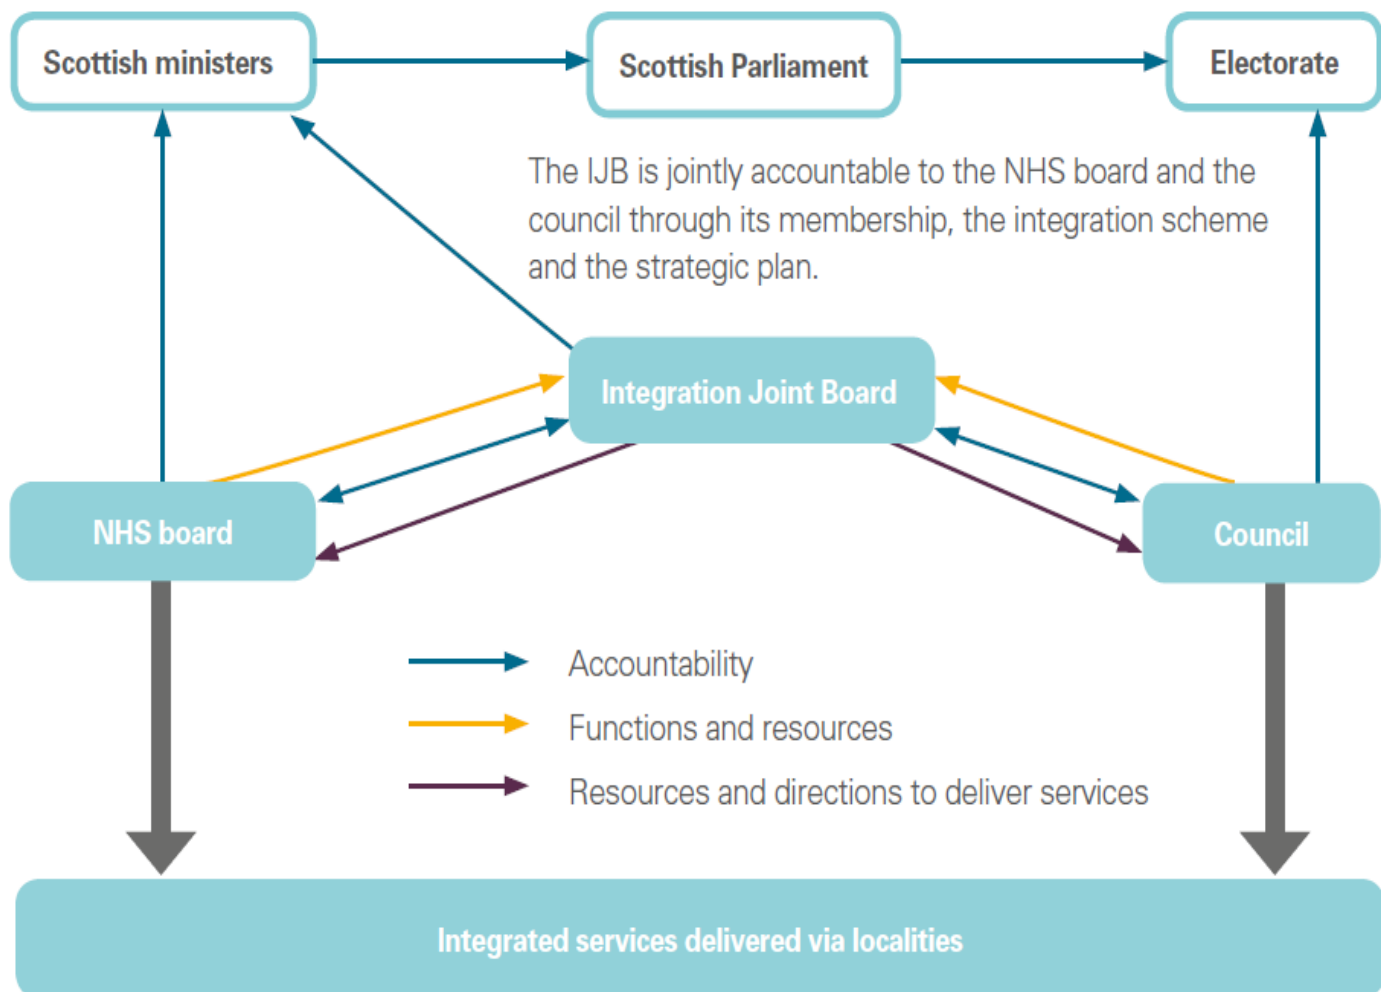 Scottish ministers
Scottish Parliament
Electorate
The IJB is jointly accountable to the NHS board and the
council through its membership, the integration scheme
and the strategic plan.
Integration Joint Board
NHS board
Council
Accountability
Functions and resources
Resources and directions to deliver services
Integrated services delivered via localities